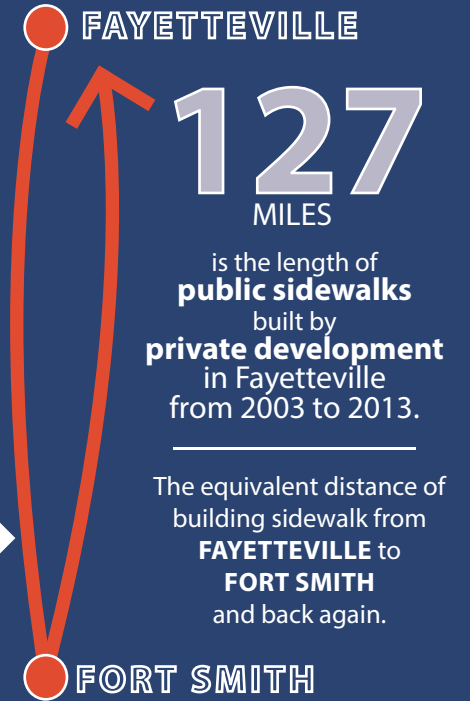 FAYETTEVILLE
127
MILES
is the length of
public sidewalks
built by
private development
in Fayetteville
from 2003 to 2013.
The equivalent distance of
building sidewalk from
FAYETTEVILLE to
FORT SMITH
and back again.
FORT SMITH